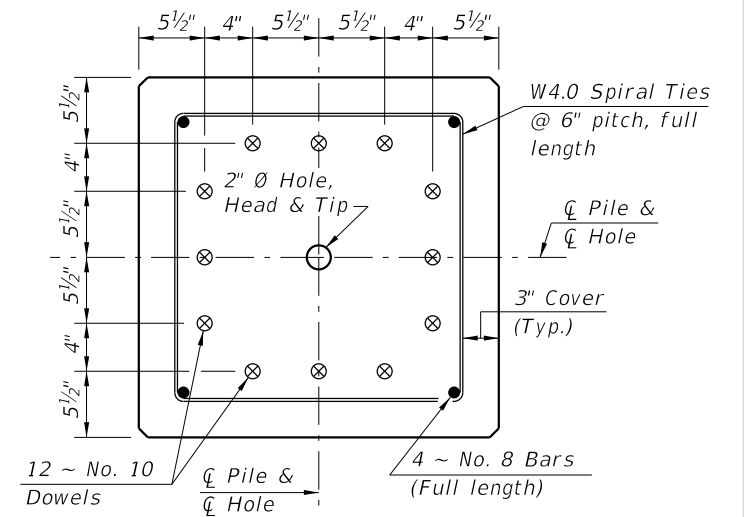 5½" 4" 5½" 5½" 4" 5½"
5½"
4"
5½"
5½"
4"
5½"
W4.0 Spiral Ties
@ 6" pitch, full
length
2" Ø Hole,
Head & Tip
℄ Pile &
℄ Hole
3" Cover
(Typ.)
12 ~ No. 10
Dowels
℄ Pile &
℄ Hole
4 ~ No. 8 Bars
(Full length)